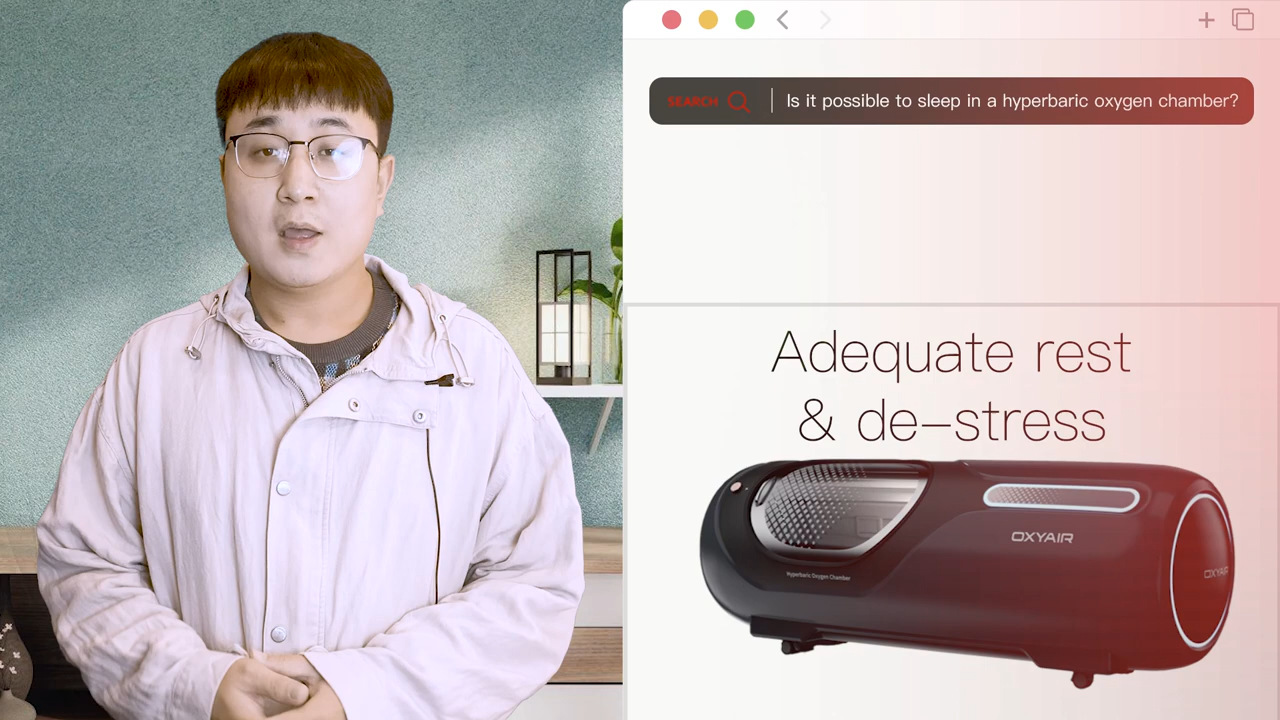 SEARCH
Is it possible to sleep in a hyperbaric oxygen chamber?
Adequate rest
& de-stress
OXYAIR
Hyperbaric Oxygen Chamber
OXYAIR